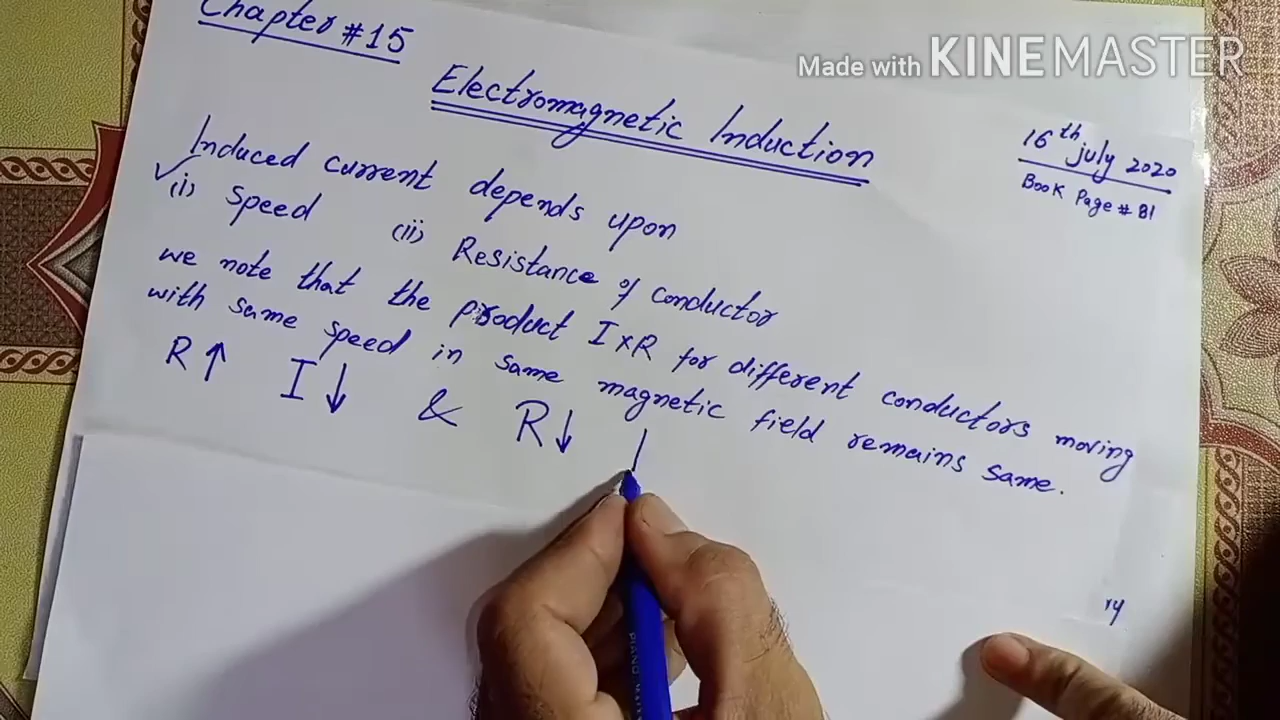 Chapter #15
Made with KINEMASTER
Electromagnetic Induction
16th july 2020
Book Page # 81
Induced current depends upon
(i) Speed (ii) Resistance of conductor
we note that the product I×R for different conductors moving
with same speed in same magnetic field remains same.
R↑ I↓ & R↓
PIANO